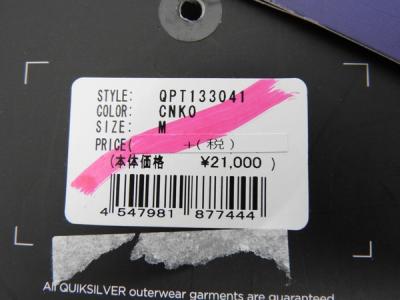 STYLE: QPT133041
COLOR: CNK0
SIZE: M
PRICE( +(税)
(本体価格 ¥21,000 )
4 547981 877444
All QUIKSILVER outerwear garments are guaranteed